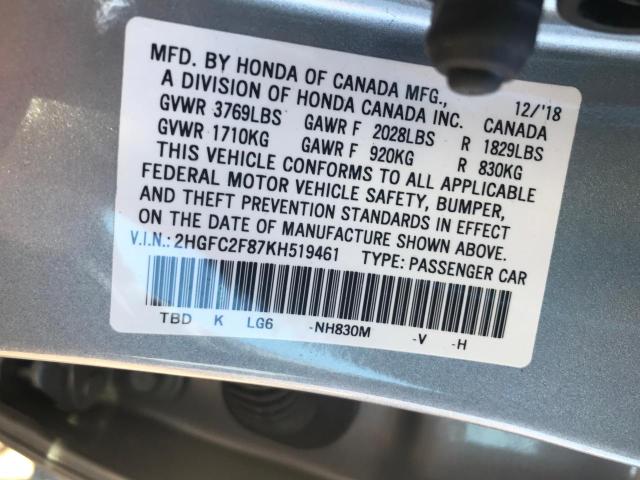 MFD. BY HONDA OF CANADA MFG., 12/'18
A DIVISION OF HONDA CANADA INC. CANADA
GVWR 3769LBS GAWR F 2028LBS R 1829LBS
GVWR 1710KG GAWR F 920KG R 830KG
THIS VEHICLE CONFORMS TO ALL APPLICABLE
FEDERAL MOTOR VEHICLE SAFETY, BUMPER,
AND THEFT PREVENTION STANDARDS IN EFFECT
ON THE DATE OF MANUFACTURE SHOWN ABOVE.
V.I.N.: 2HGFC2F87KH519461 TYPE: PASSENGER CAR
TBD K LG6 -NH830M -V -H